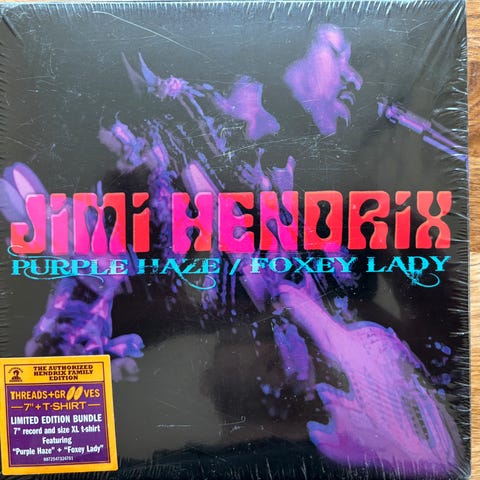 JiMi HENDRiX
PURPLE HAZE / FOXEY LADY
THE AUTHORIZED
HENDRIX FAMILY
EDITION
THREADS+GROOVES
7" + T-SHIRT
LIMITED EDITION BUNDLE
7" record and size XL t-shirt
Featuring
"Purple Haze" + "Foxey Lady"